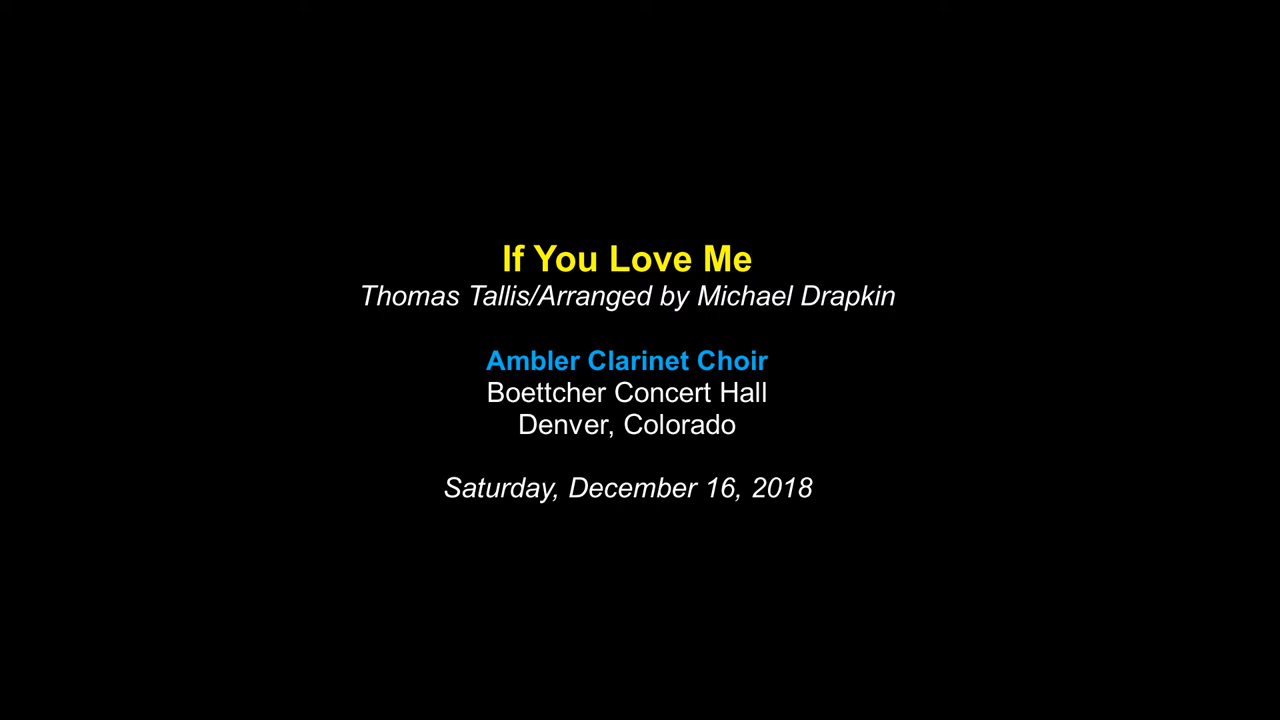 If You Love Me
Thomas Tallis/Arranged by Michael Drapkin
Ambler Clarinet Choir
Boettcher Concert Hall
Denver, Colorado
Saturday, December 16, 2018